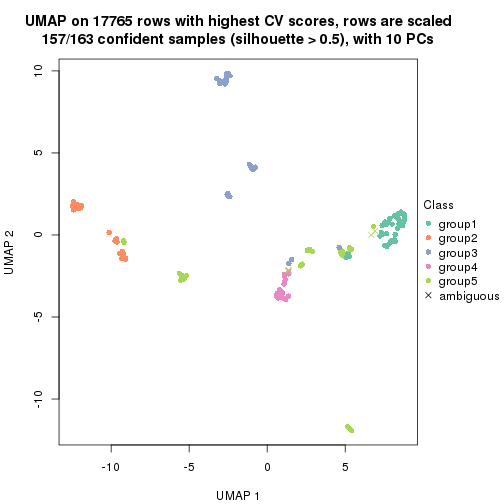 UMAP on 17765 rows with highest CV scores, rows are scaled
157/163 confident samples (silhouette > 0.5), with 10 PCs
10
5
0
-5
-10
UMAP 2
-10
-5
0
5
UMAP 1
Class
group1
group2
group3
group4
group5
ambiguous